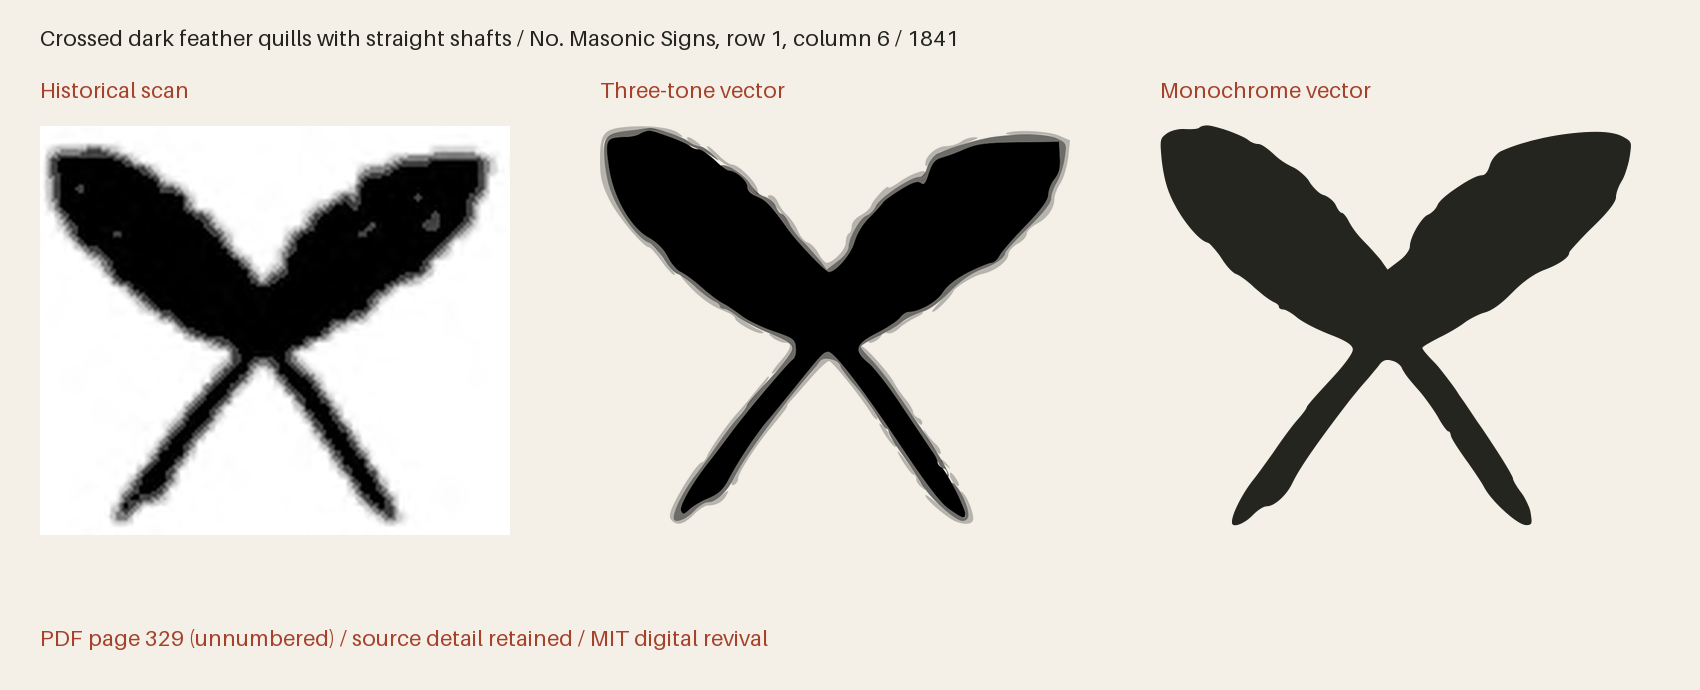 Crossed dark feather quills with straight shafts / No. Masonic Signs, row 1, column 6 / 1841
Historical scan
Three-tone vector
Monochrome vector
PDF page 329 (unnumbered) / source detail retained / MIT digital revival